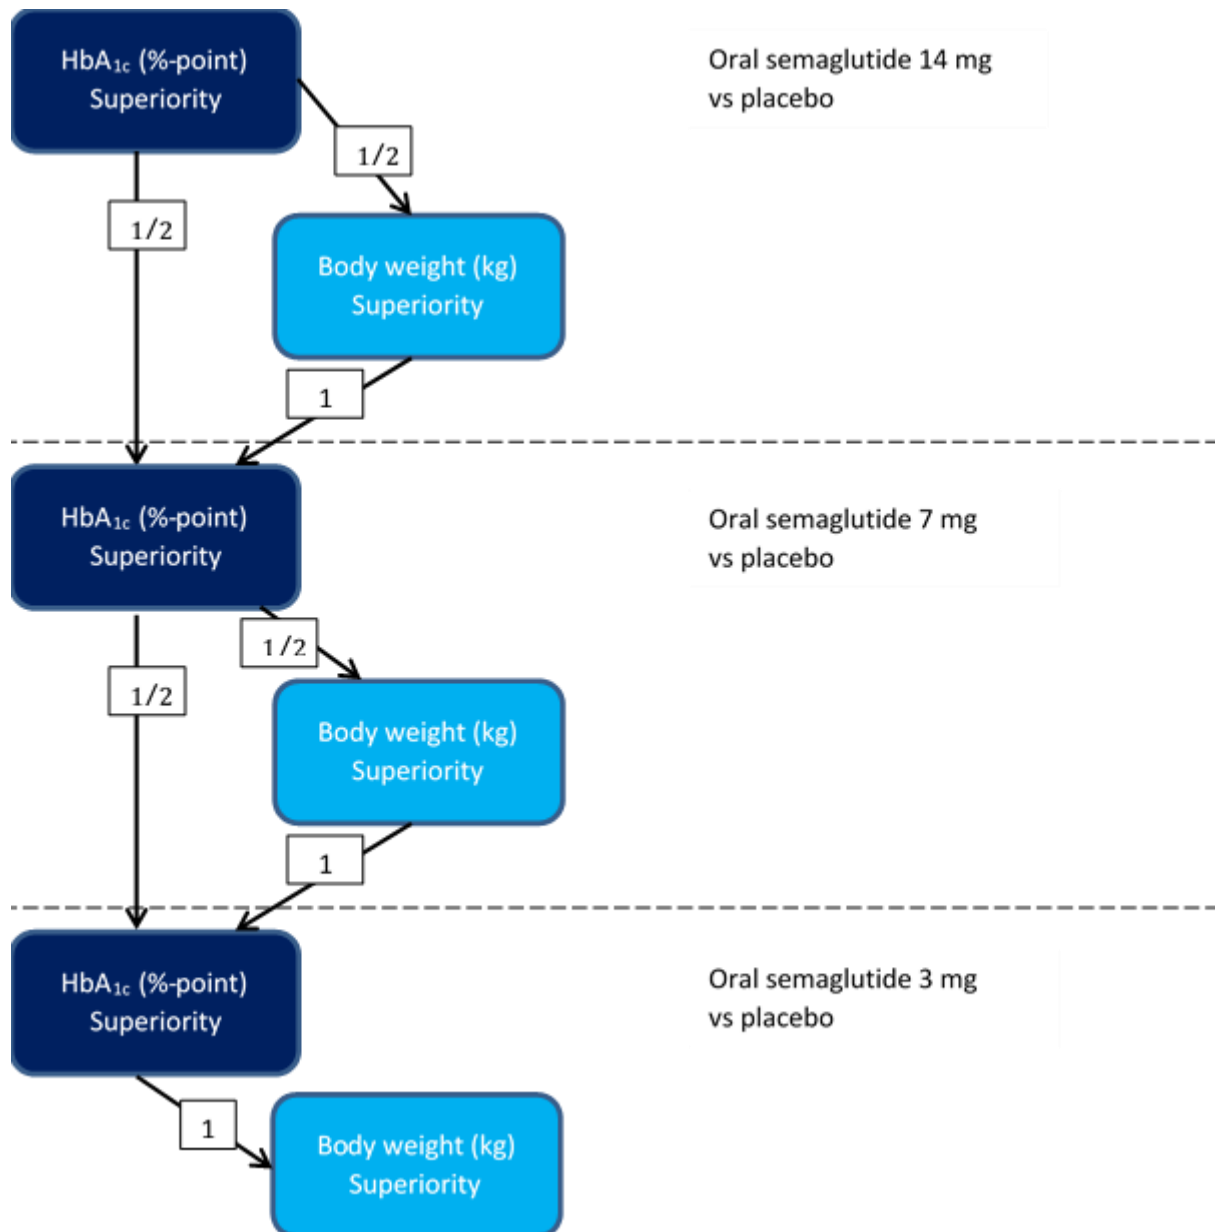 HbA1c (%-point)
Superiority
Oral semaglutide 14 mg
vs placebo
1/2
1/2
Body weight (kg)
Superiority
1
HbA1c (%-point)
Superiority
Oral semaglutide 7 mg
vs placebo
1/2
1/2
Body weight (kg)
Superiority
1
HbA1c (%-point)
Superiority
Oral semaglutide 3 mg
vs placebo
1
Body weight (kg)
Superiority